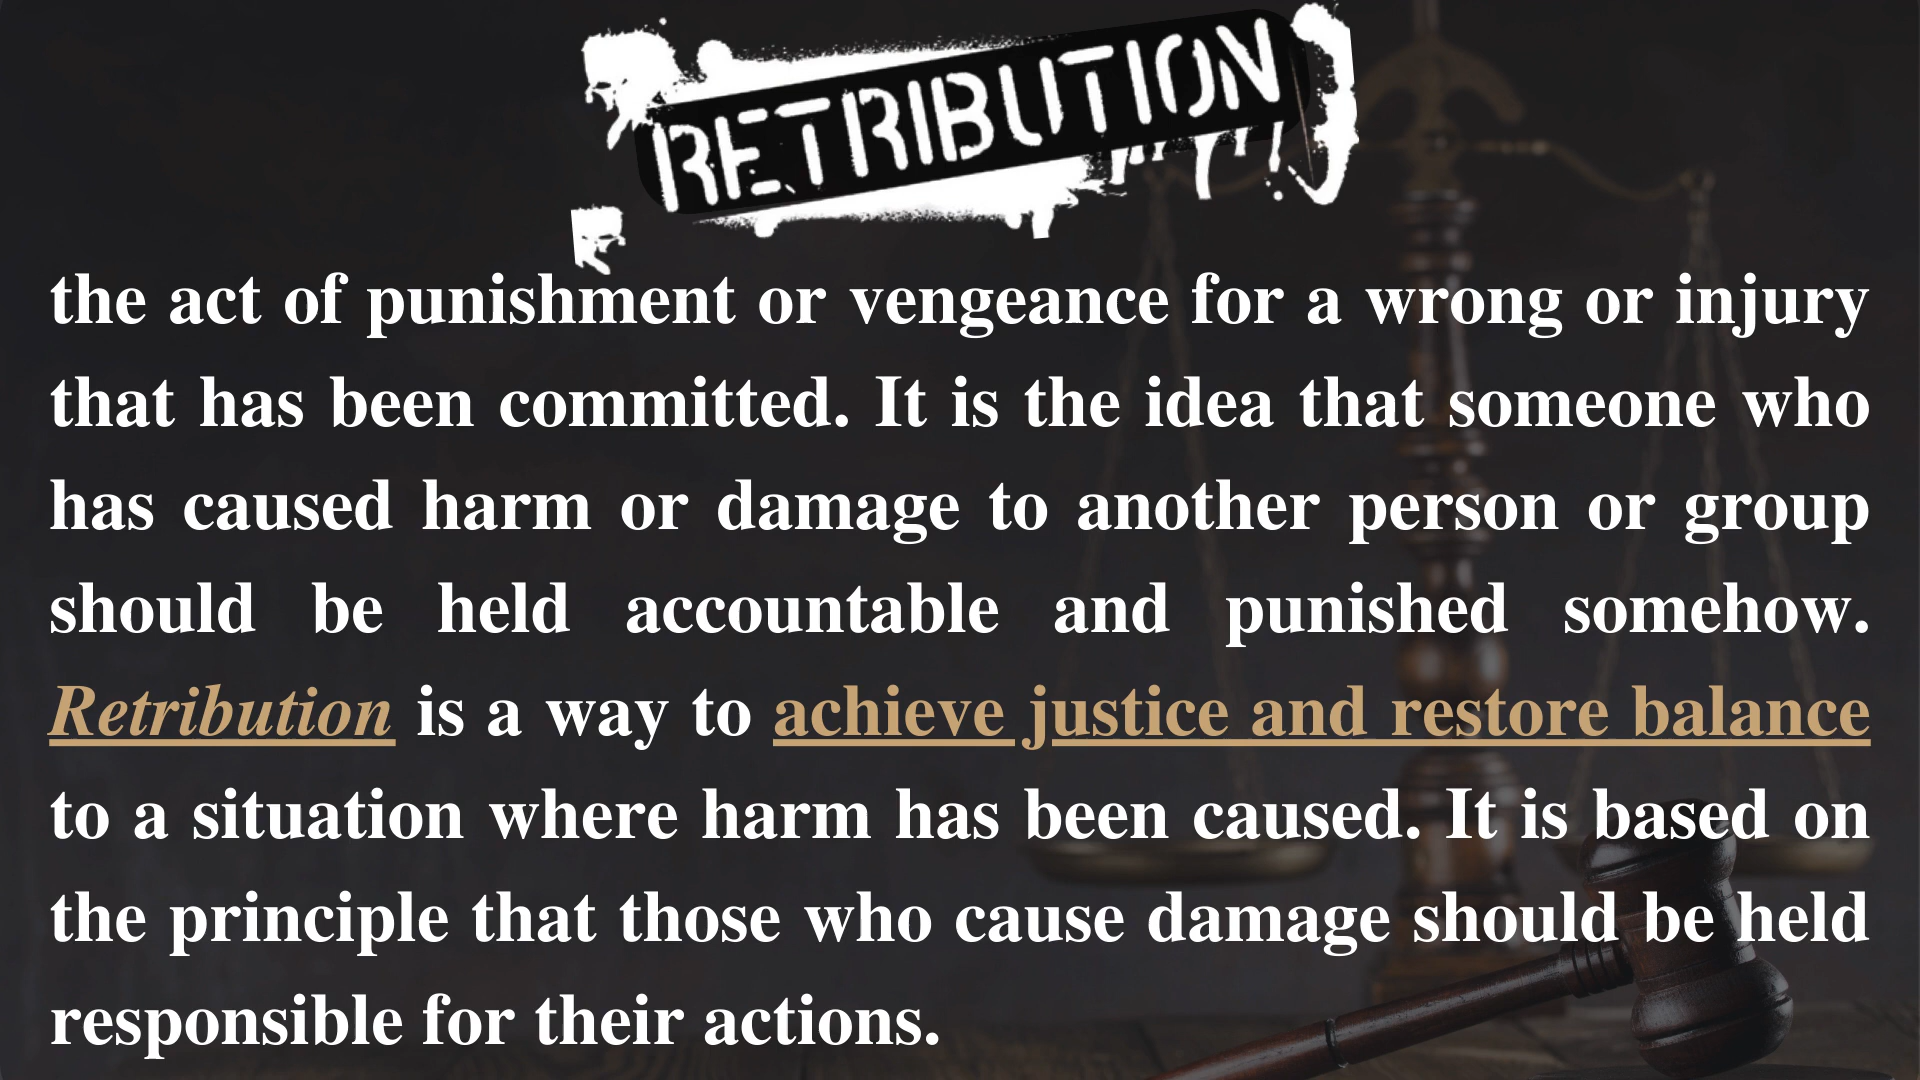 RETRIBUTION
the act of punishment or vengeance for a wrong or injury
that has been committed. It is the idea that someone who
has caused harm or damage to another person or group
should be held accountable and punished somehow.
Retribution is a way to achieve justice and restore balance
to a situation where harm has been caused. It is based on
the principle that those who cause damage should be held
responsible for their actions.